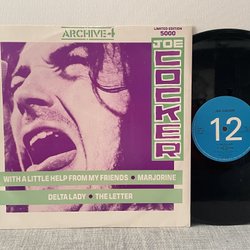 ARCHIVE 4
LIMITED EDITION
5000
JOE
COCKER
WITH A LITTLE HELP FROM MY FRIENDS • MARJORINE
DELTA LADY • THE LETTER
12